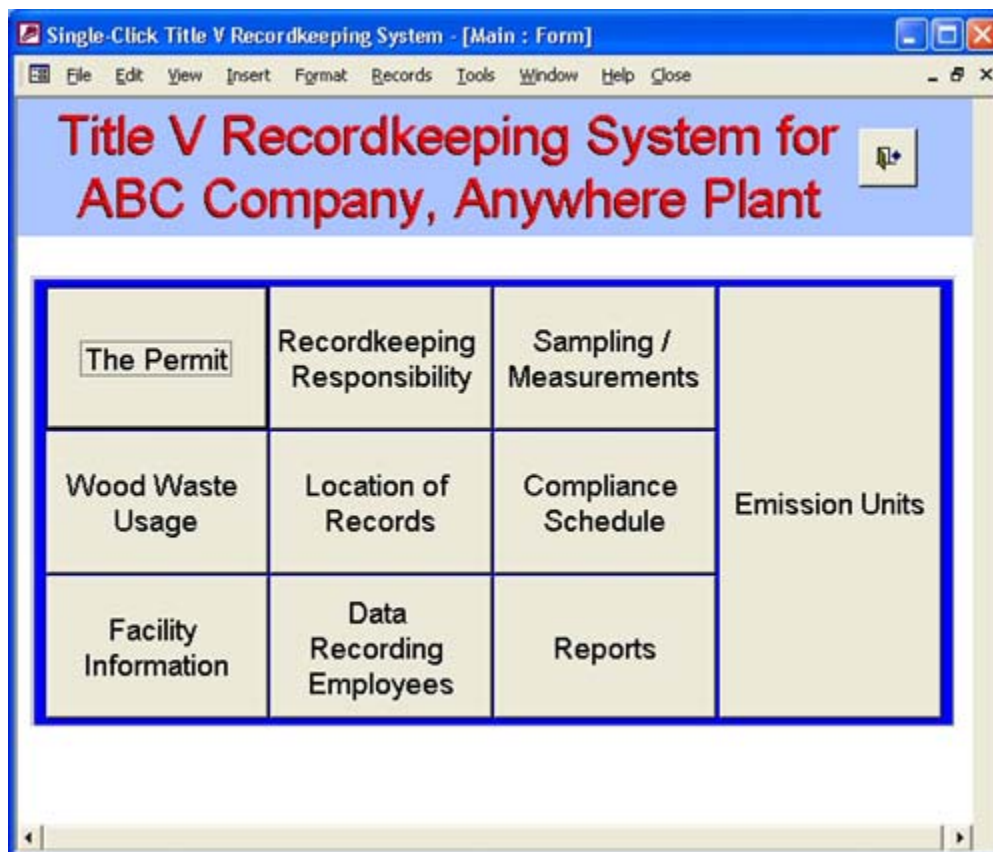 Single-Click Title V Recordkeeping System - [Main : Form]
File Edit View Insert Format Records Tools Window Help Close
Title V Recordkeeping System for
ABC Company, Anywhere Plant
The Permit
Recordkeeping
Responsibility
Sampling /
Measurements
Emission Units
Wood Waste
Usage
Location of
Records
Compliance
Schedule
Facility
Information
Data
Recording
Employees
Reports